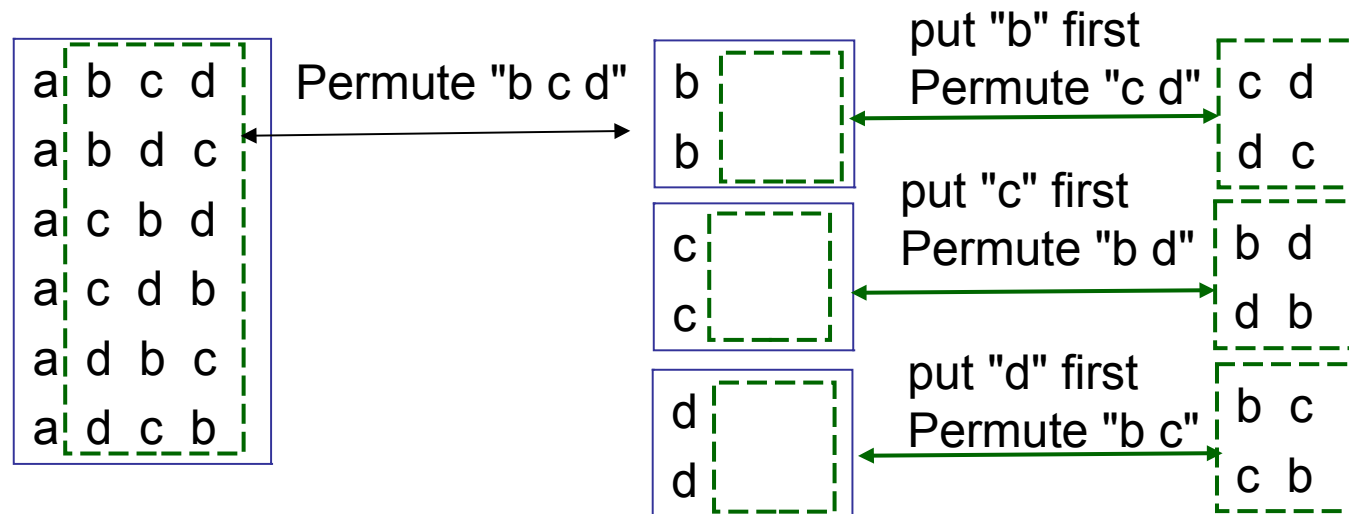 a b c d
a b d c
a c b d
a c d b
a d b c
a d c b
Permute "b c d"
b
b
put "b" first
Permute "c d"
c d
d c
c
c
put "c" first
Permute "b d"
b d
d b
d
d
put "d" first
Permute "b c"
b c
c b